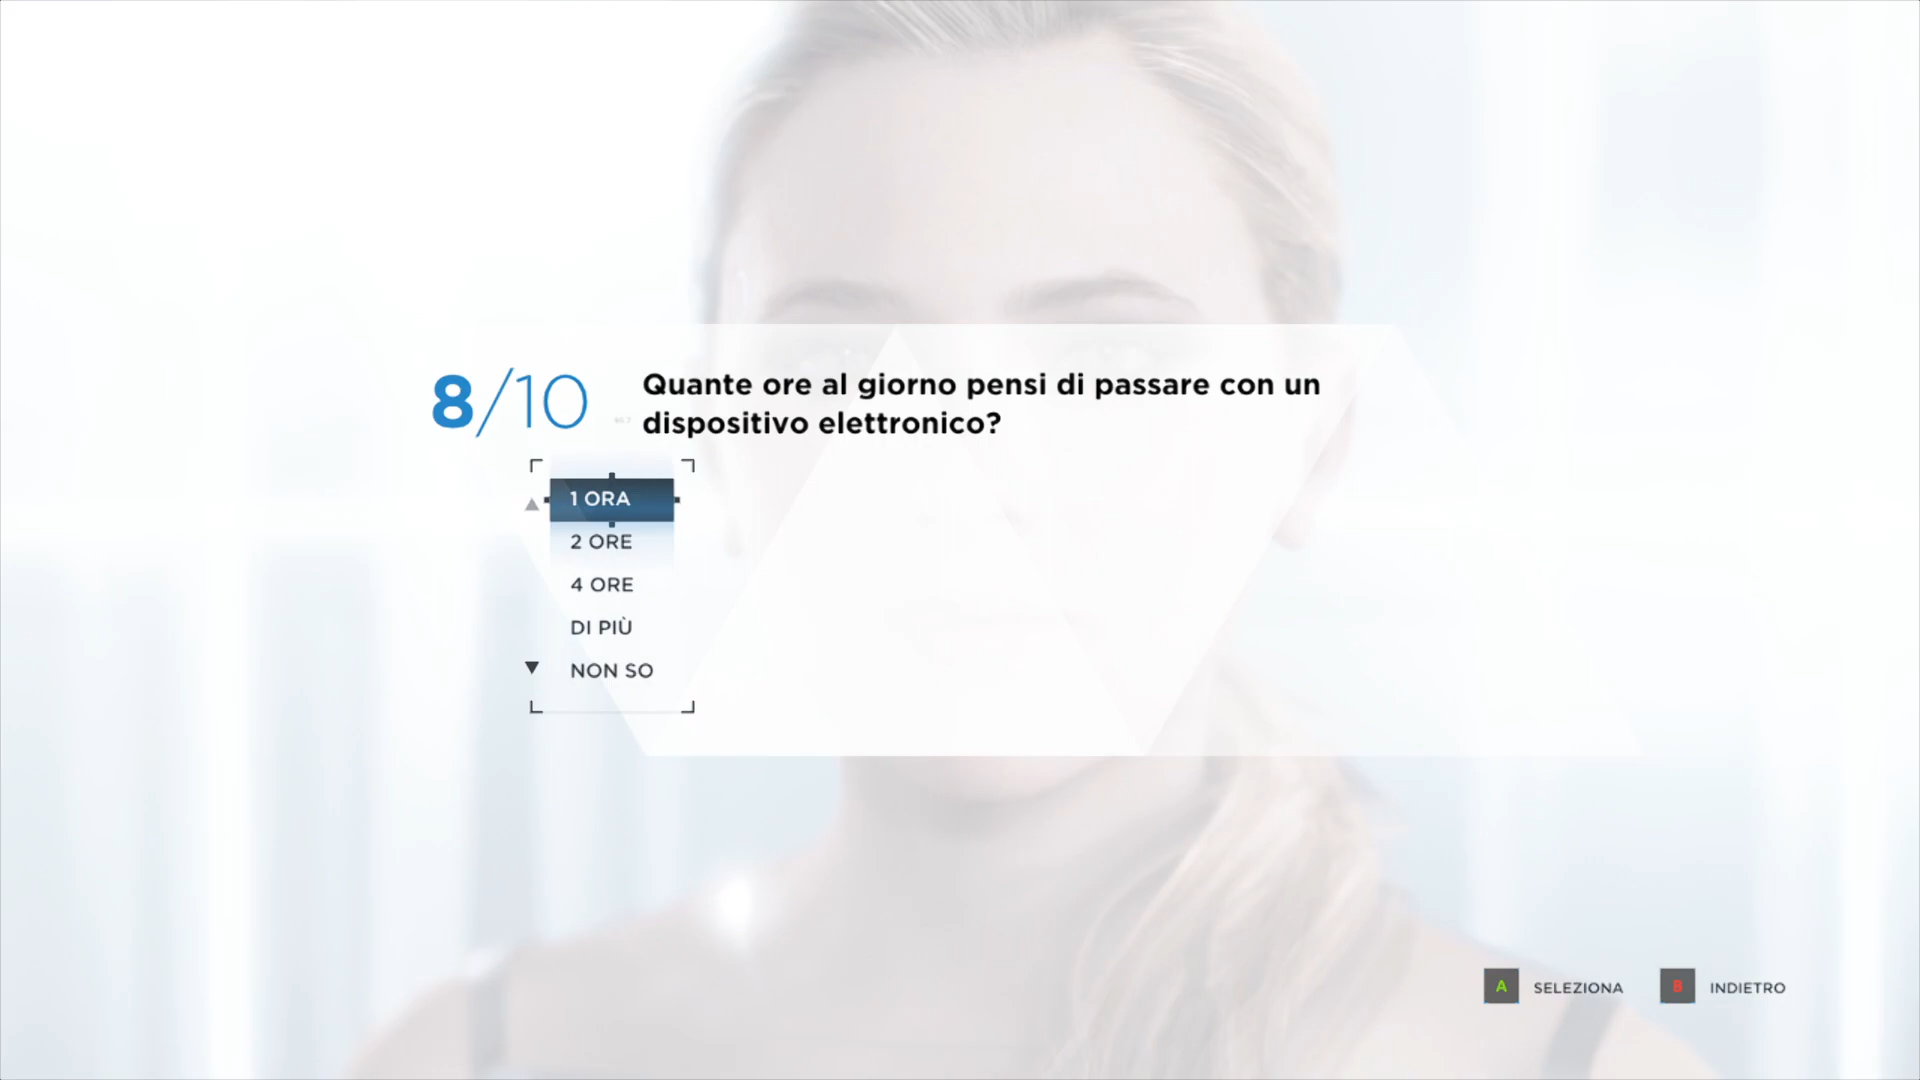 8/10
Quante ore al giorno pensi di passare con un
dispositivo elettronico?
1 ORA
2 ORE
4 ORE
DI PIÙ
NON SO
A SELEZIONA B INDIETRO